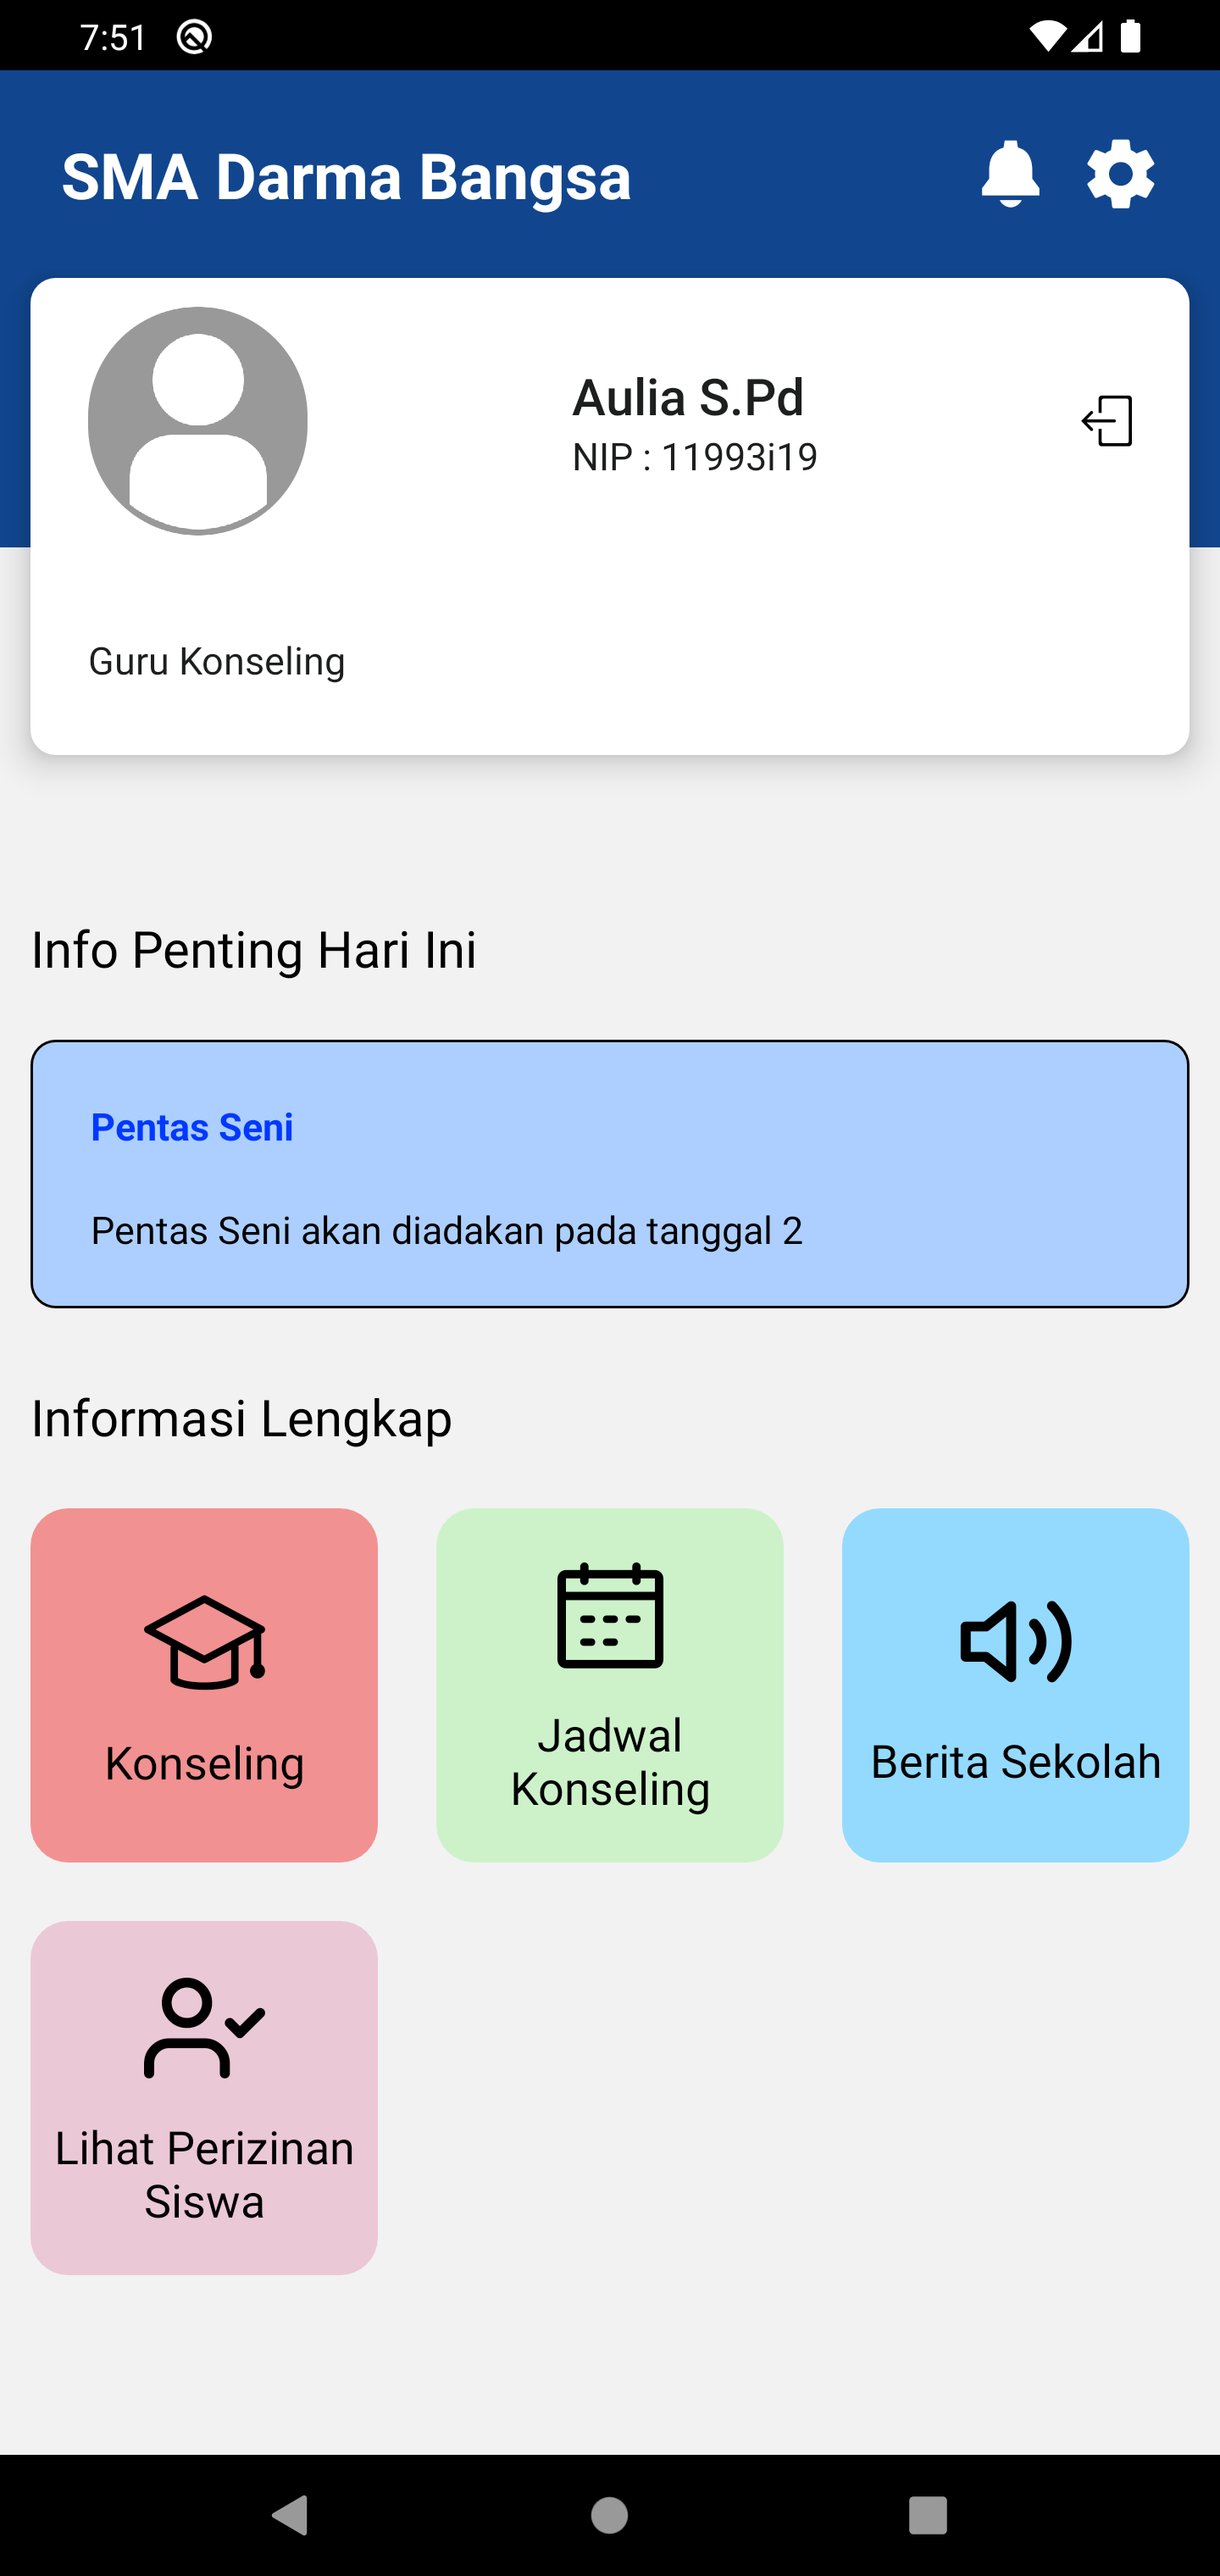 7:51
SMA Darma Bangsa
Aulia S.Pd
NIP : 11993i19
Guru Konseling
Info Penting Hari Ini
Pentas Seni
Pentas Seni akan diadakan pada tanggal 2
Informasi Lengkap
Konseling
Jadwal
Konseling
Berita Sekolah
Lihat Perizinan
Siswa